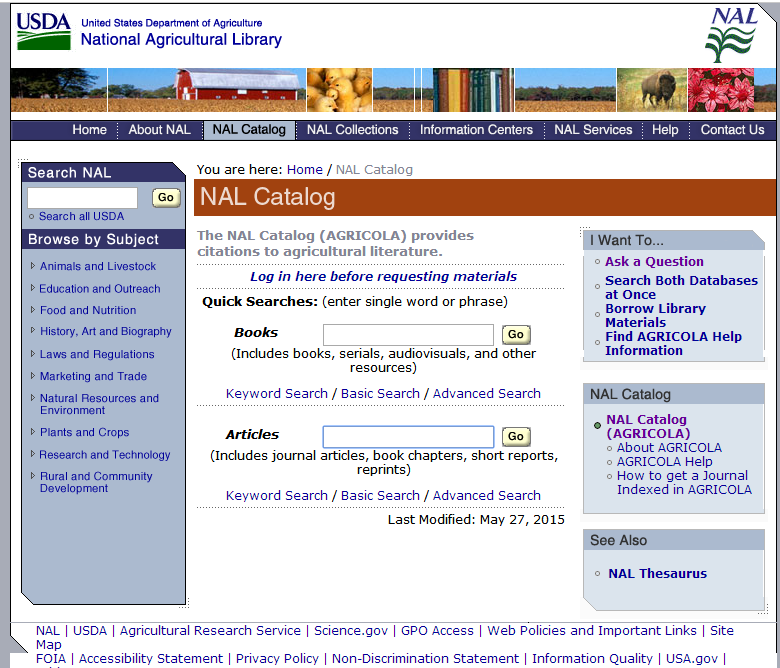 USDA
United States Department of Agriculture
National Agricultural Library
NAL
Home
About NAL
NAL Catalog
NAL Collections
Information Centers
NAL Services
Help
Contact Us
Search NAL
Go
Search all USDA
Browse by Subject
Animals and Livestock
Education and Outreach
Food and Nutrition
History, Art and Biography
Laws and Regulations
Marketing and Trade
Natural Resources and
Environment
Plants and Crops
Research and Technology
Rural and Community
Development
You are here: Home / NAL Catalog
NAL Catalog
The NAL Catalog (AGRICOLA) provides
citations to agricultural literature.
Log in here before requesting materials
Quick Searches: (enter single word or phrase)
Books
Go
(Includes books, serials, audiovisuals, and other
resources)
Keyword Search / Basic Search / Advanced Search
Articles
Go
(Includes journal articles, book chapters, short reports,
reprints)
Keyword Search / Basic Search / Advanced Search
Last Modified: May 27, 2015
I Want To...
Ask a Question
Search Both Databases
at Once
Borrow Library
Materials
Find AGRICOLA Help
Information
NAL Catalog
NAL Catalog
(AGRICOLA)
About AGRICOLA
AGRICOLA Help
How to get a Journal
Indexed in AGRICOLA
See Also
NAL Thesaurus
NAL | USDA | Agricultural Research Service | Science.gov | GPO Access | Web Policies and Important Links | Site
Map
FOIA | Accessibility Statement | Privacy Policy | Non-Discrimination Statement | Information Quality | USA.gov |